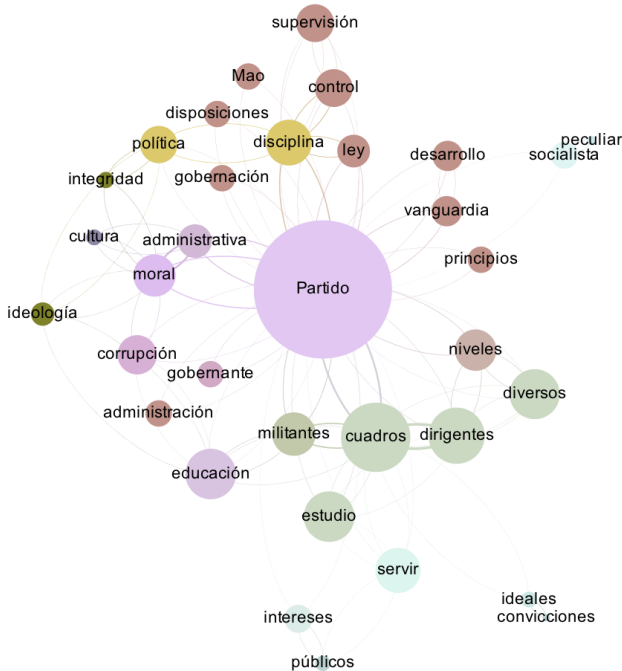 supervisión
Mao
control
disposiciones
política
disciplina
ley
peculiar
socialista
desarrollo
integridad
gobernación
vanguardia
cultura
administrativa
principios
moral
Partido
ideología
corrupción
gobernante
niveles
diversos
administración
militantes
cuadros
dirigentes
educación
estudio
servir
ideales
convicciones
intereses
públicos